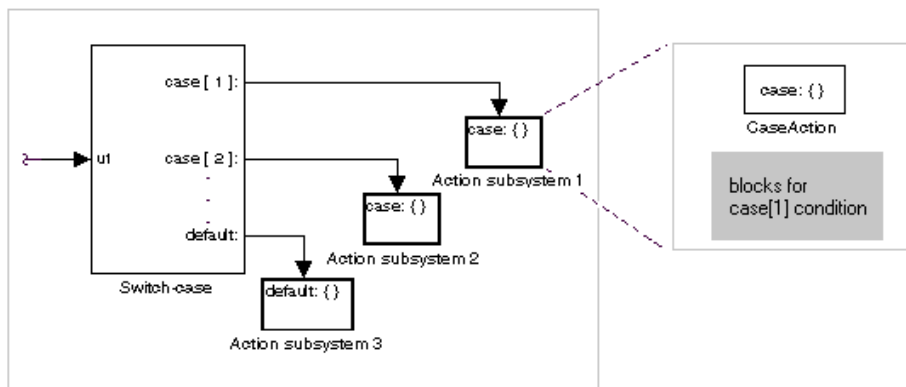 case [ 1 ]:
case: { }
Action subsystem 1
u1
case [ 2 ]:
case: { }
Action subsystem 2
default:
default: { }
Action subsystem 3
Switch-case
case: { }
CaseAction
blocks for
case[1] condition